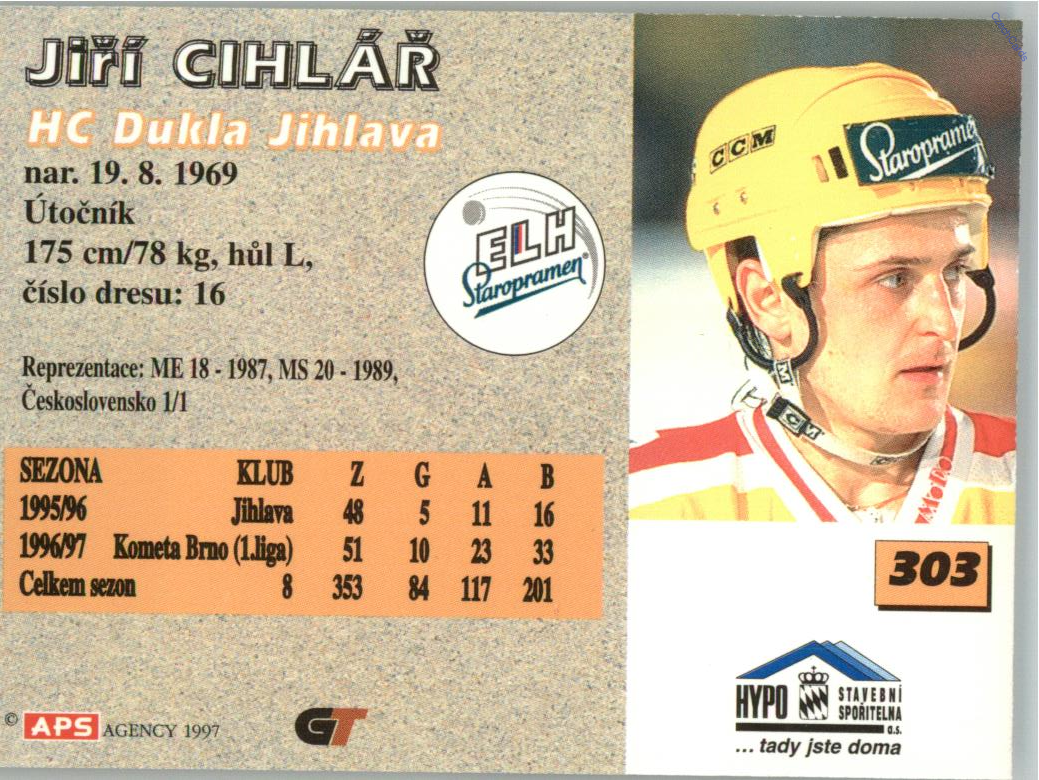 Jiří CIHLÁŘ
HC Dukla Jihlava
nar. 19. 8. 1969
Útočník
175 cm/78 kg, hůl L,
číslo dresu: 16
ELH
Staropramen
Reprezentace: ME 18 - 1987, MS 20 - 1989,
Československo 1/1
SEZONA KLUB Z G A B
1995/96 Jihlava 48 5 11 16
1996/97 Kometa Brno (1.liga) 51 10 23 33
Celkem sezon 8 353 84 117 201
© APS AGENCY 1997
GT
CCM
Staropramen
CCM
303
HYPO STAVEBNÍ
SPOŘITELNA
a.s.
... tady jste doma